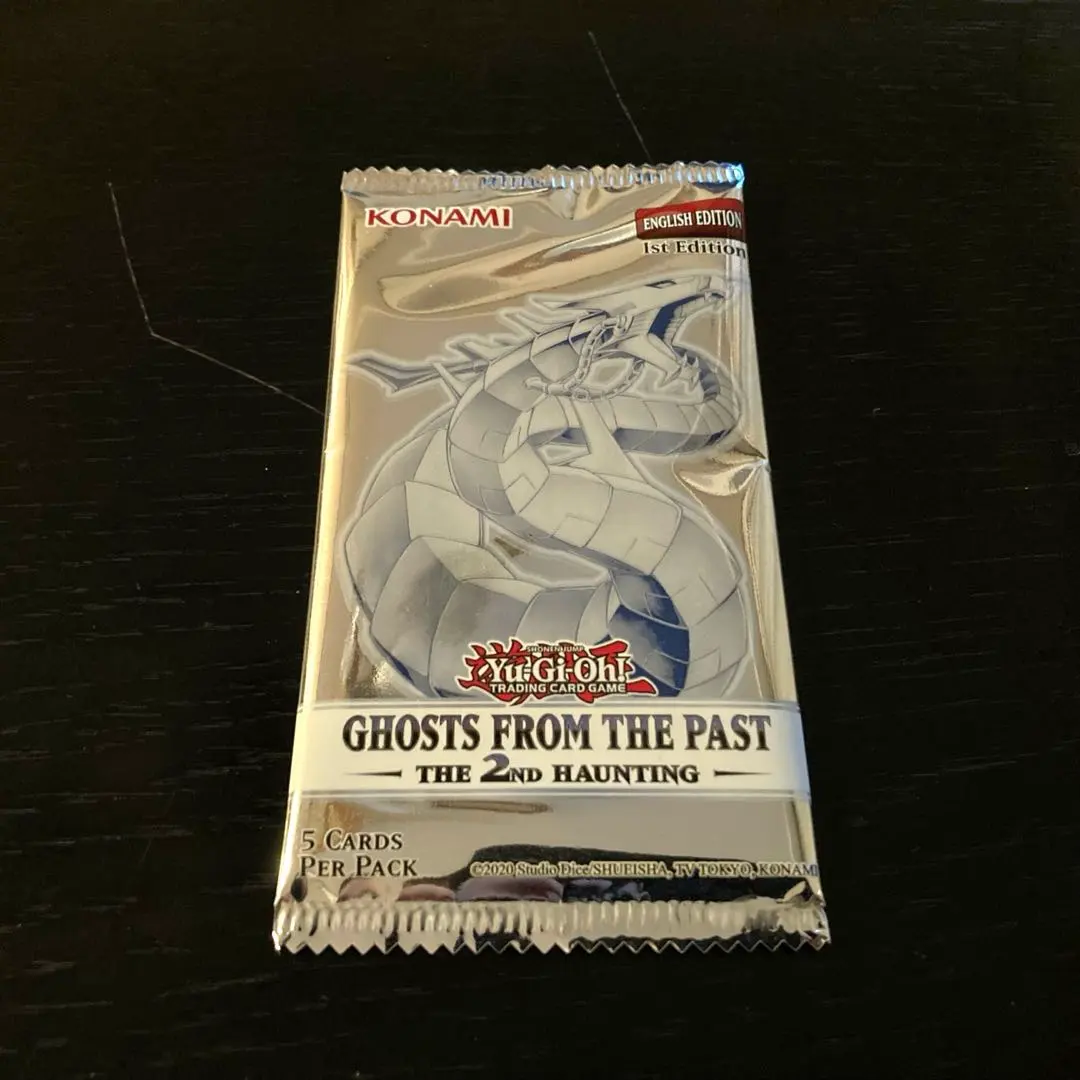 KONAMI
ENGLISH EDITION
1st Edition
SHONEN JUMP
Yu-Gi-Oh!
TRADING CARD GAME
GHOSTS FROM THE PAST
THE 2ND HAUNTING
5 CARDS
PER PACK
©2020 Studio Dice/SHUEISHA, TV TOKYO, KONAMI